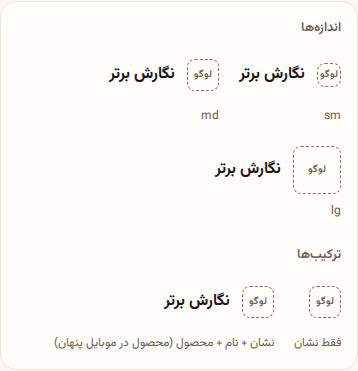 اندازه‌ها
لوگو نگارش برتر لوگو نگارش برتر
sm md
لوگو نگارش برتر
lg
ترکیب‌ها
لوگو لوگو نگارش برتر
فقط نشان نشان + نام + محصول (محصول در موبایل پنهان)